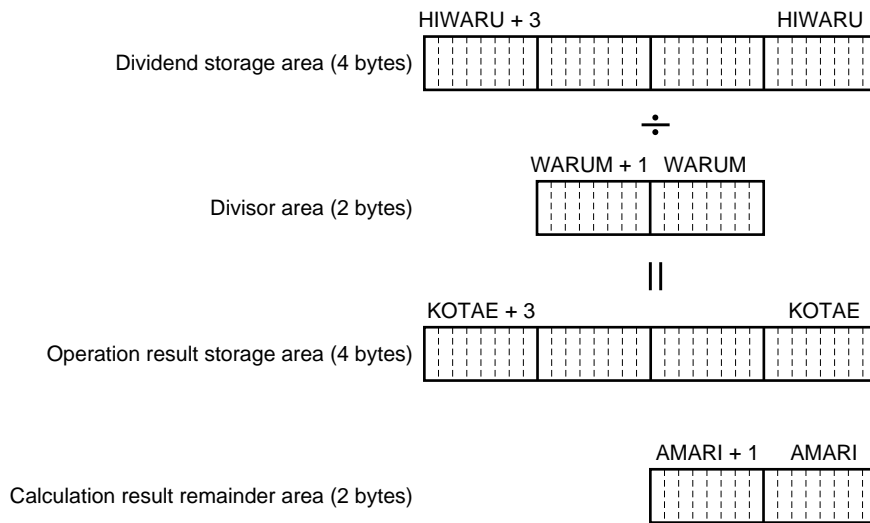 HIWARU + 3 HIWARU
Dividend storage area (4 bytes)
÷
WARUM + 1 WARUM
Divisor area (2 bytes)
=
KOTAE + 3 KOTAE
Operation result storage area (4 bytes)
AMARI + 1 AMARI
Calculation result remainder area (2 bytes)